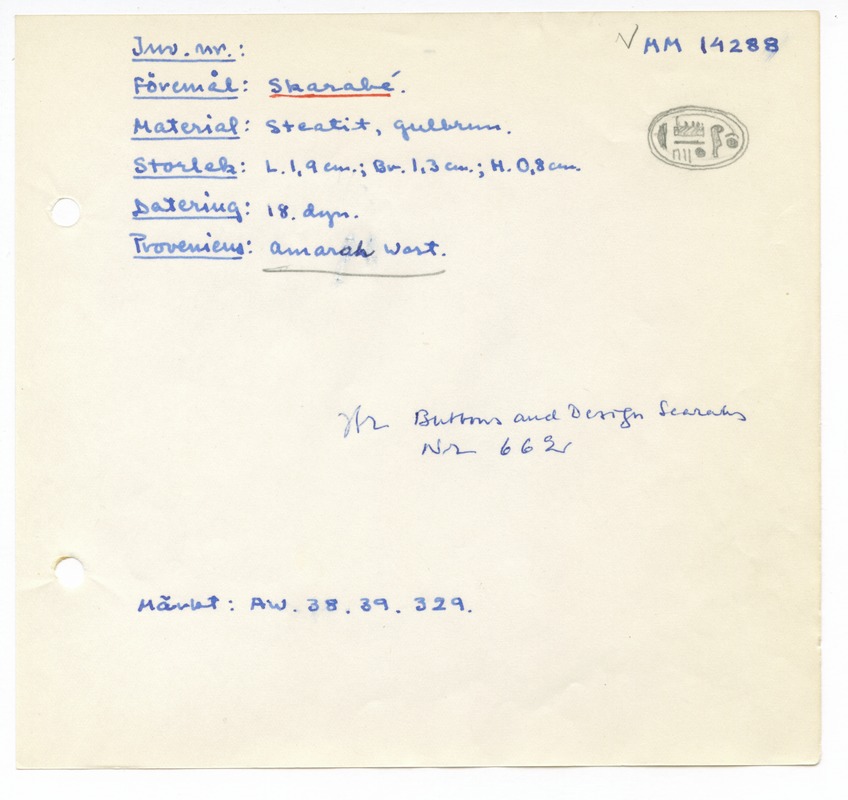 Inv. nr.:
MM 14288
Föremål: Skarabé.
Material: Steatit, gulbrun.
Storlek: L. 1,9 cm.; Br. 1,3 cm.; H. 0,8 cm.
Datering: 18. dyn.
Proveniens: Amarah West.
Buttons and Design Scarabs
Nr 662
Märkt: AW. 38. 39. 329.